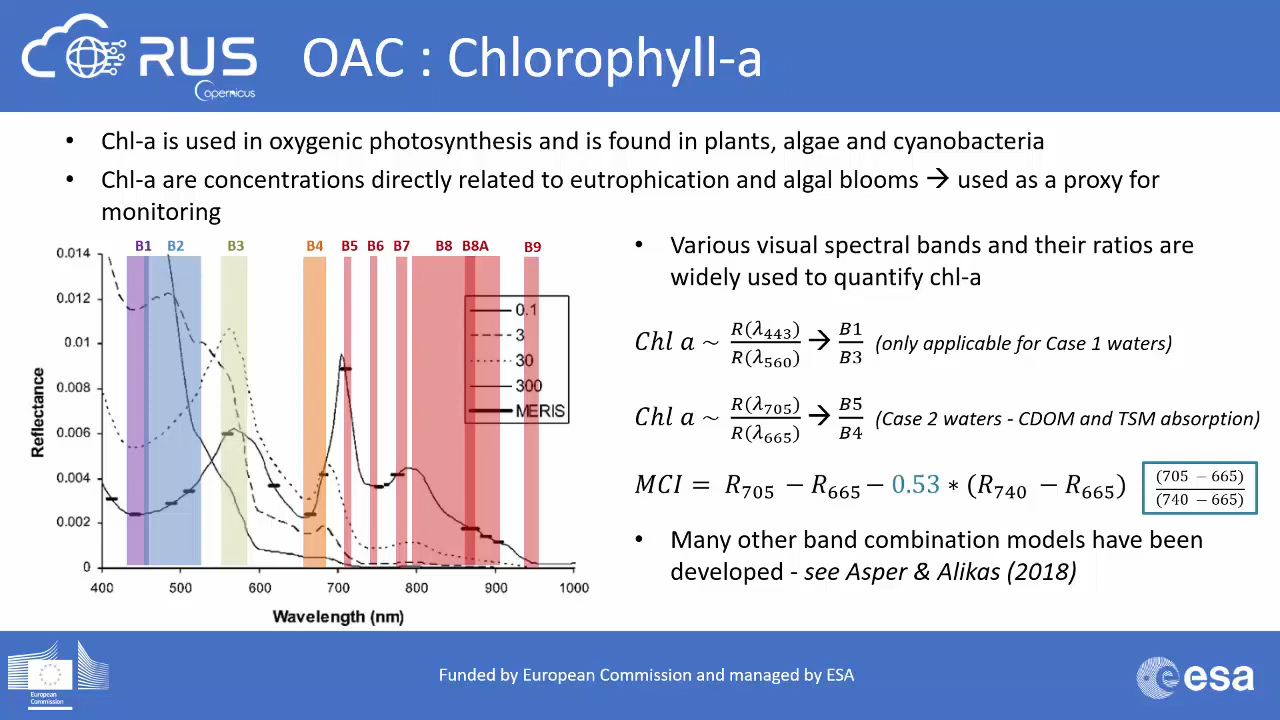 RUS
Copernicus
OAC : Chlorophyll-a
• Chl-a is used in oxygenic photosynthesis and is found in plants, algae and cyanobacteria
• Chl-a are concentrations directly related to eutrophication and algal blooms → used as a proxy for
monitoring
B1 B2 B3 B4 B5 B6 B7 B8 B8A B9
0.014
0.012
0.01
0.008
0.006
0.004
0.002
0
Reflectance
0.1
3
30
300
MERIS
400 500 600 700 800 900 1000
Wavelength (nm)
• Various visual spectral bands and their ratios are
widely used to quantify chl-a
Chl a ~ R(λ443)/R(λ560) → B1/B3 (only applicable for Case 1 waters)
Chl a ~ R(λ705)/R(λ665) → B5/B4 (Case 2 waters - CDOM and TSM absorption)
MCI = R705 − R665 − 0.53 * (R740 − R665) (705 − 665)/(740 − 665)
• Many other band combination models have been
developed - see Asper & Alikas (2018)
European
Commission
Funded by European Commission and managed by ESA
esa